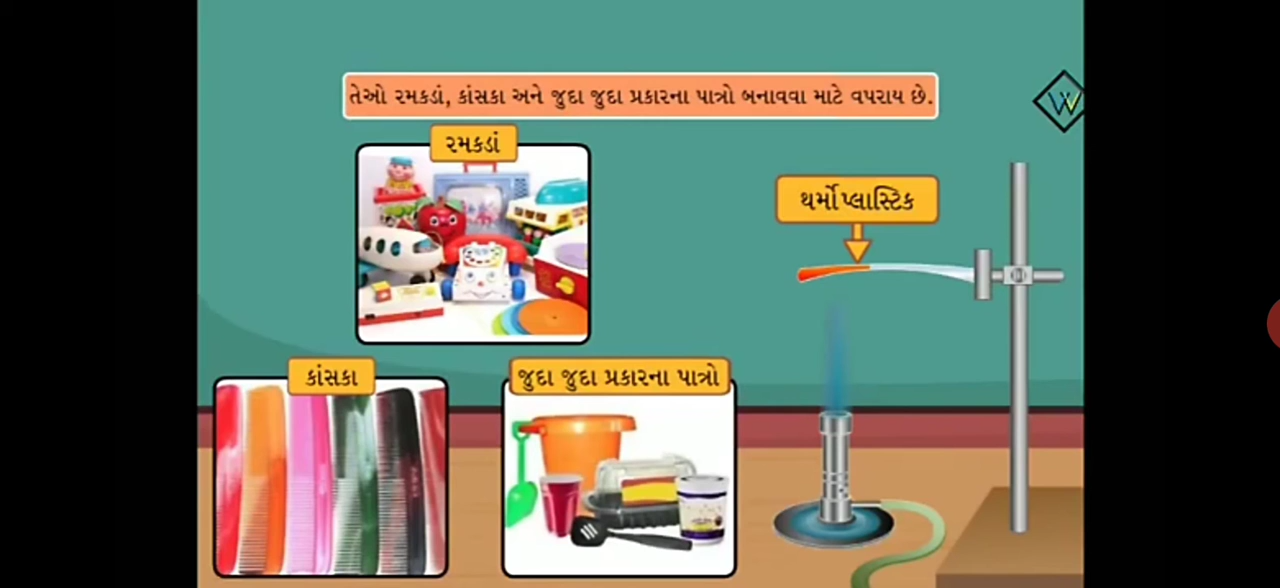 તેઓ રમકડાં, કાંસકા અને જુદા જુદા પ્રકારના પાત્રો બનાવવા માટે વપરાય છે.
રમકડાં
થર્મોપ્લાસ્ટિક
કાંસકા
જુદા જુદા પ્રકારના પાત્રો
W